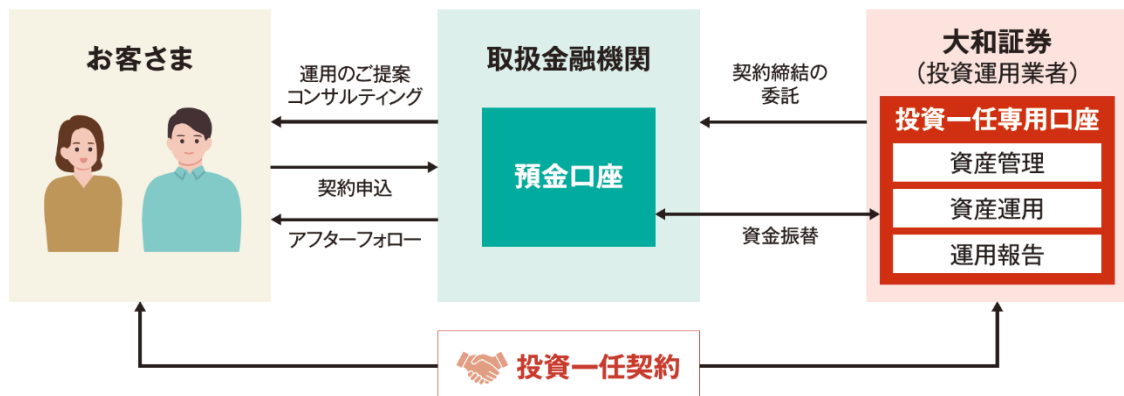 お客さま
運用のご提案
コンサルティング
契約申込
アフターフォロー
取扱金融機関
預金口座
契約締結の
委託
資金振替
大和証券
（投資運用業者）
投資一任専用口座
資産管理
資産運用
運用報告
投資一任契約